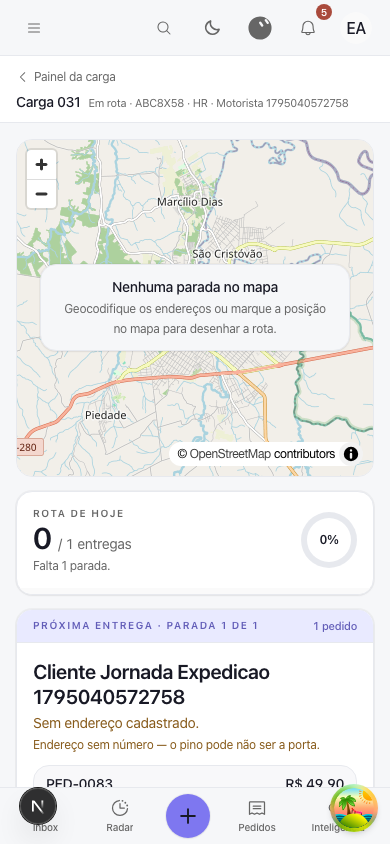 5
EA
Painel da carga
Carga 031 Em rota · ABC8X58 · HR · Motorista 1795040572758
+
Marcílio Dias
−
São Cristóvão
Nenhuma parada no mapa
Geocodifique os endereços ou marque a posição
no mapa para desenhar a rota.
Piedade
-280
© OpenStreetMap contributors
ROTA DE HOJE
0 / 1 entregas
0%
Falta 1 parada.
PRÓXIMA ENTREGA · PARADA 1 DE 1
1 pedido
Cliente Jornada Expedicao
1795040572758
Sem endereço cadastrado.
Endereço sem número — o pino pode não ser a porta.
PED-0083
R$ 49,90
N
Inbox
Radar
Pedidos